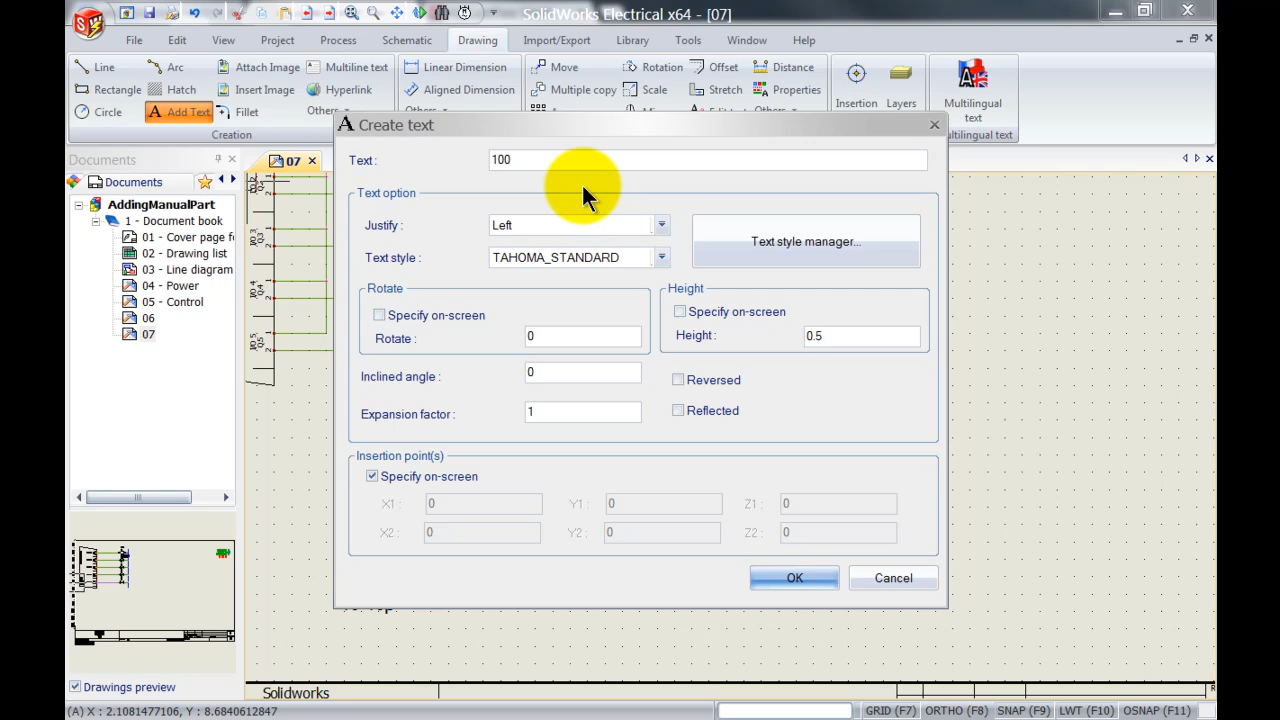 SolidWorks Electrical x64 - [07]
File Edit View Project Process Schematic Drawing Import/Export Library Tools Window Help
Line Arc Attach Image Multiline text Linear Dimension Move Rotation Offset Distance
Rectangle Hatch Insert Image Hyperlink Aligned Dimension Multiple copy Scale Stretch Properties Insertion Layers Multilingual text
Circle Add Text Fillet Others
Creation
Create text
Documents
07
Documents
AddingManualPart
1 - Document book
01 - Cover page f
02 - Drawing list
03 - Line diagram
04 - Power
05 - Control
06
07
Drawings preview
Text :
100
Text option
Justify :
Left
Text style manager...
Text style :
TAHOMA_STANDARD
Rotate
Height
Specify on-screen
Specify on-screen
Rotate :
0
Height :
0.5
Inclined angle :
0
Reversed
Expansion factor :
1
Reflected
Insertion point(s)
Specify on-screen
X1 : 0 Y1 : 0 Z1 : 0
X2 : 0 Y2 : 0 Z2 : 0
OK Cancel
Solidworks
(A) X : 2.1081477106, Y : 8.6840612847
GRID (F7) ORTHO (F8) SNAP (F9) LWT (F10) OSNAP (F11)